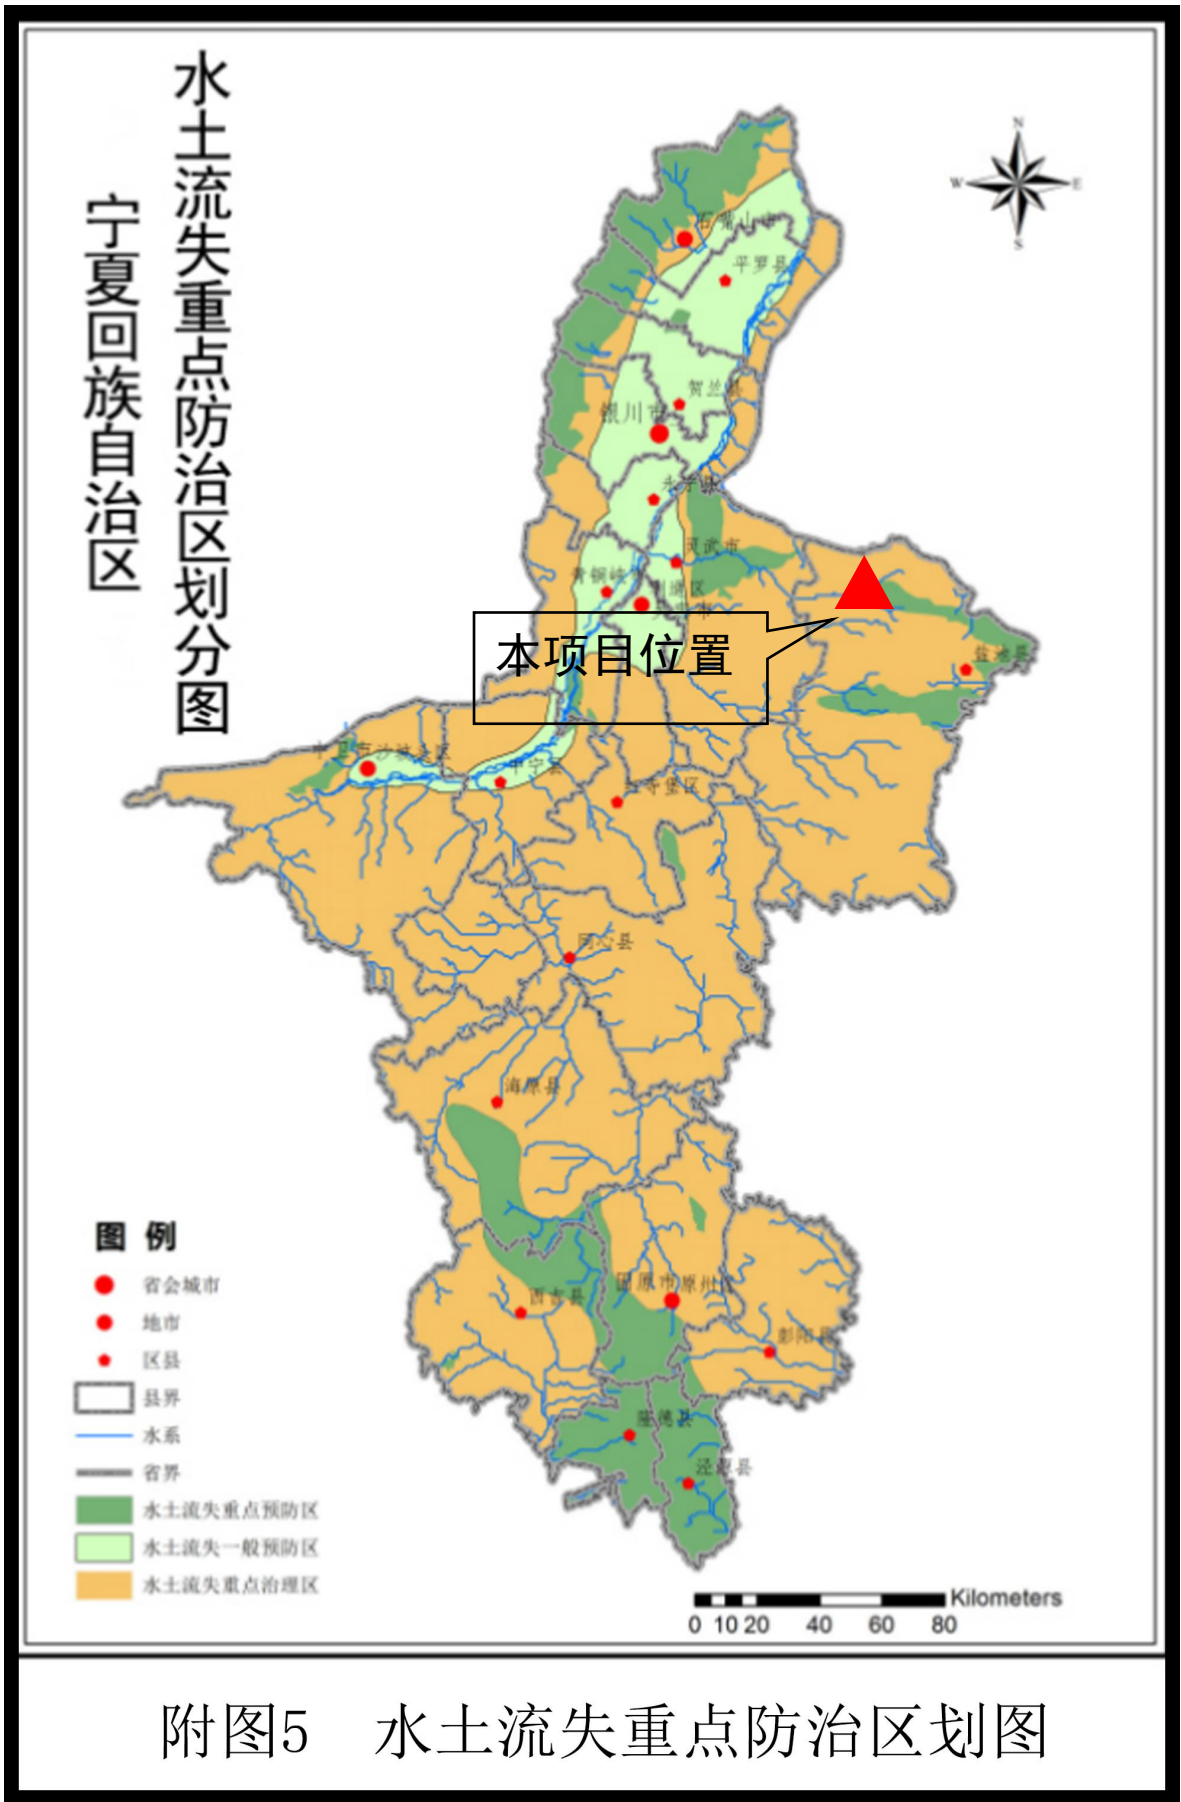 宁夏回族自治区
水土流失重点防治区划分图
N
W
E
S
石嘴山市
平罗县
贺兰县
银川市
永宁县
灵武市
青铜峡
本项目位置
盐池县
中卫市沙坡头区
中宁县
红寺堡区
同心县
海原县
西吉县
固原市 原州区
彭阳县
隆德县
泾源县
图 例
省会城市
地市
区县
县界
水系
省界
水土流失重点预防区
水土流失一般预防区
水土流失重点治理区
Kilometers
0 10 20 40 60 80
附图5 水土流失重点防治区划图